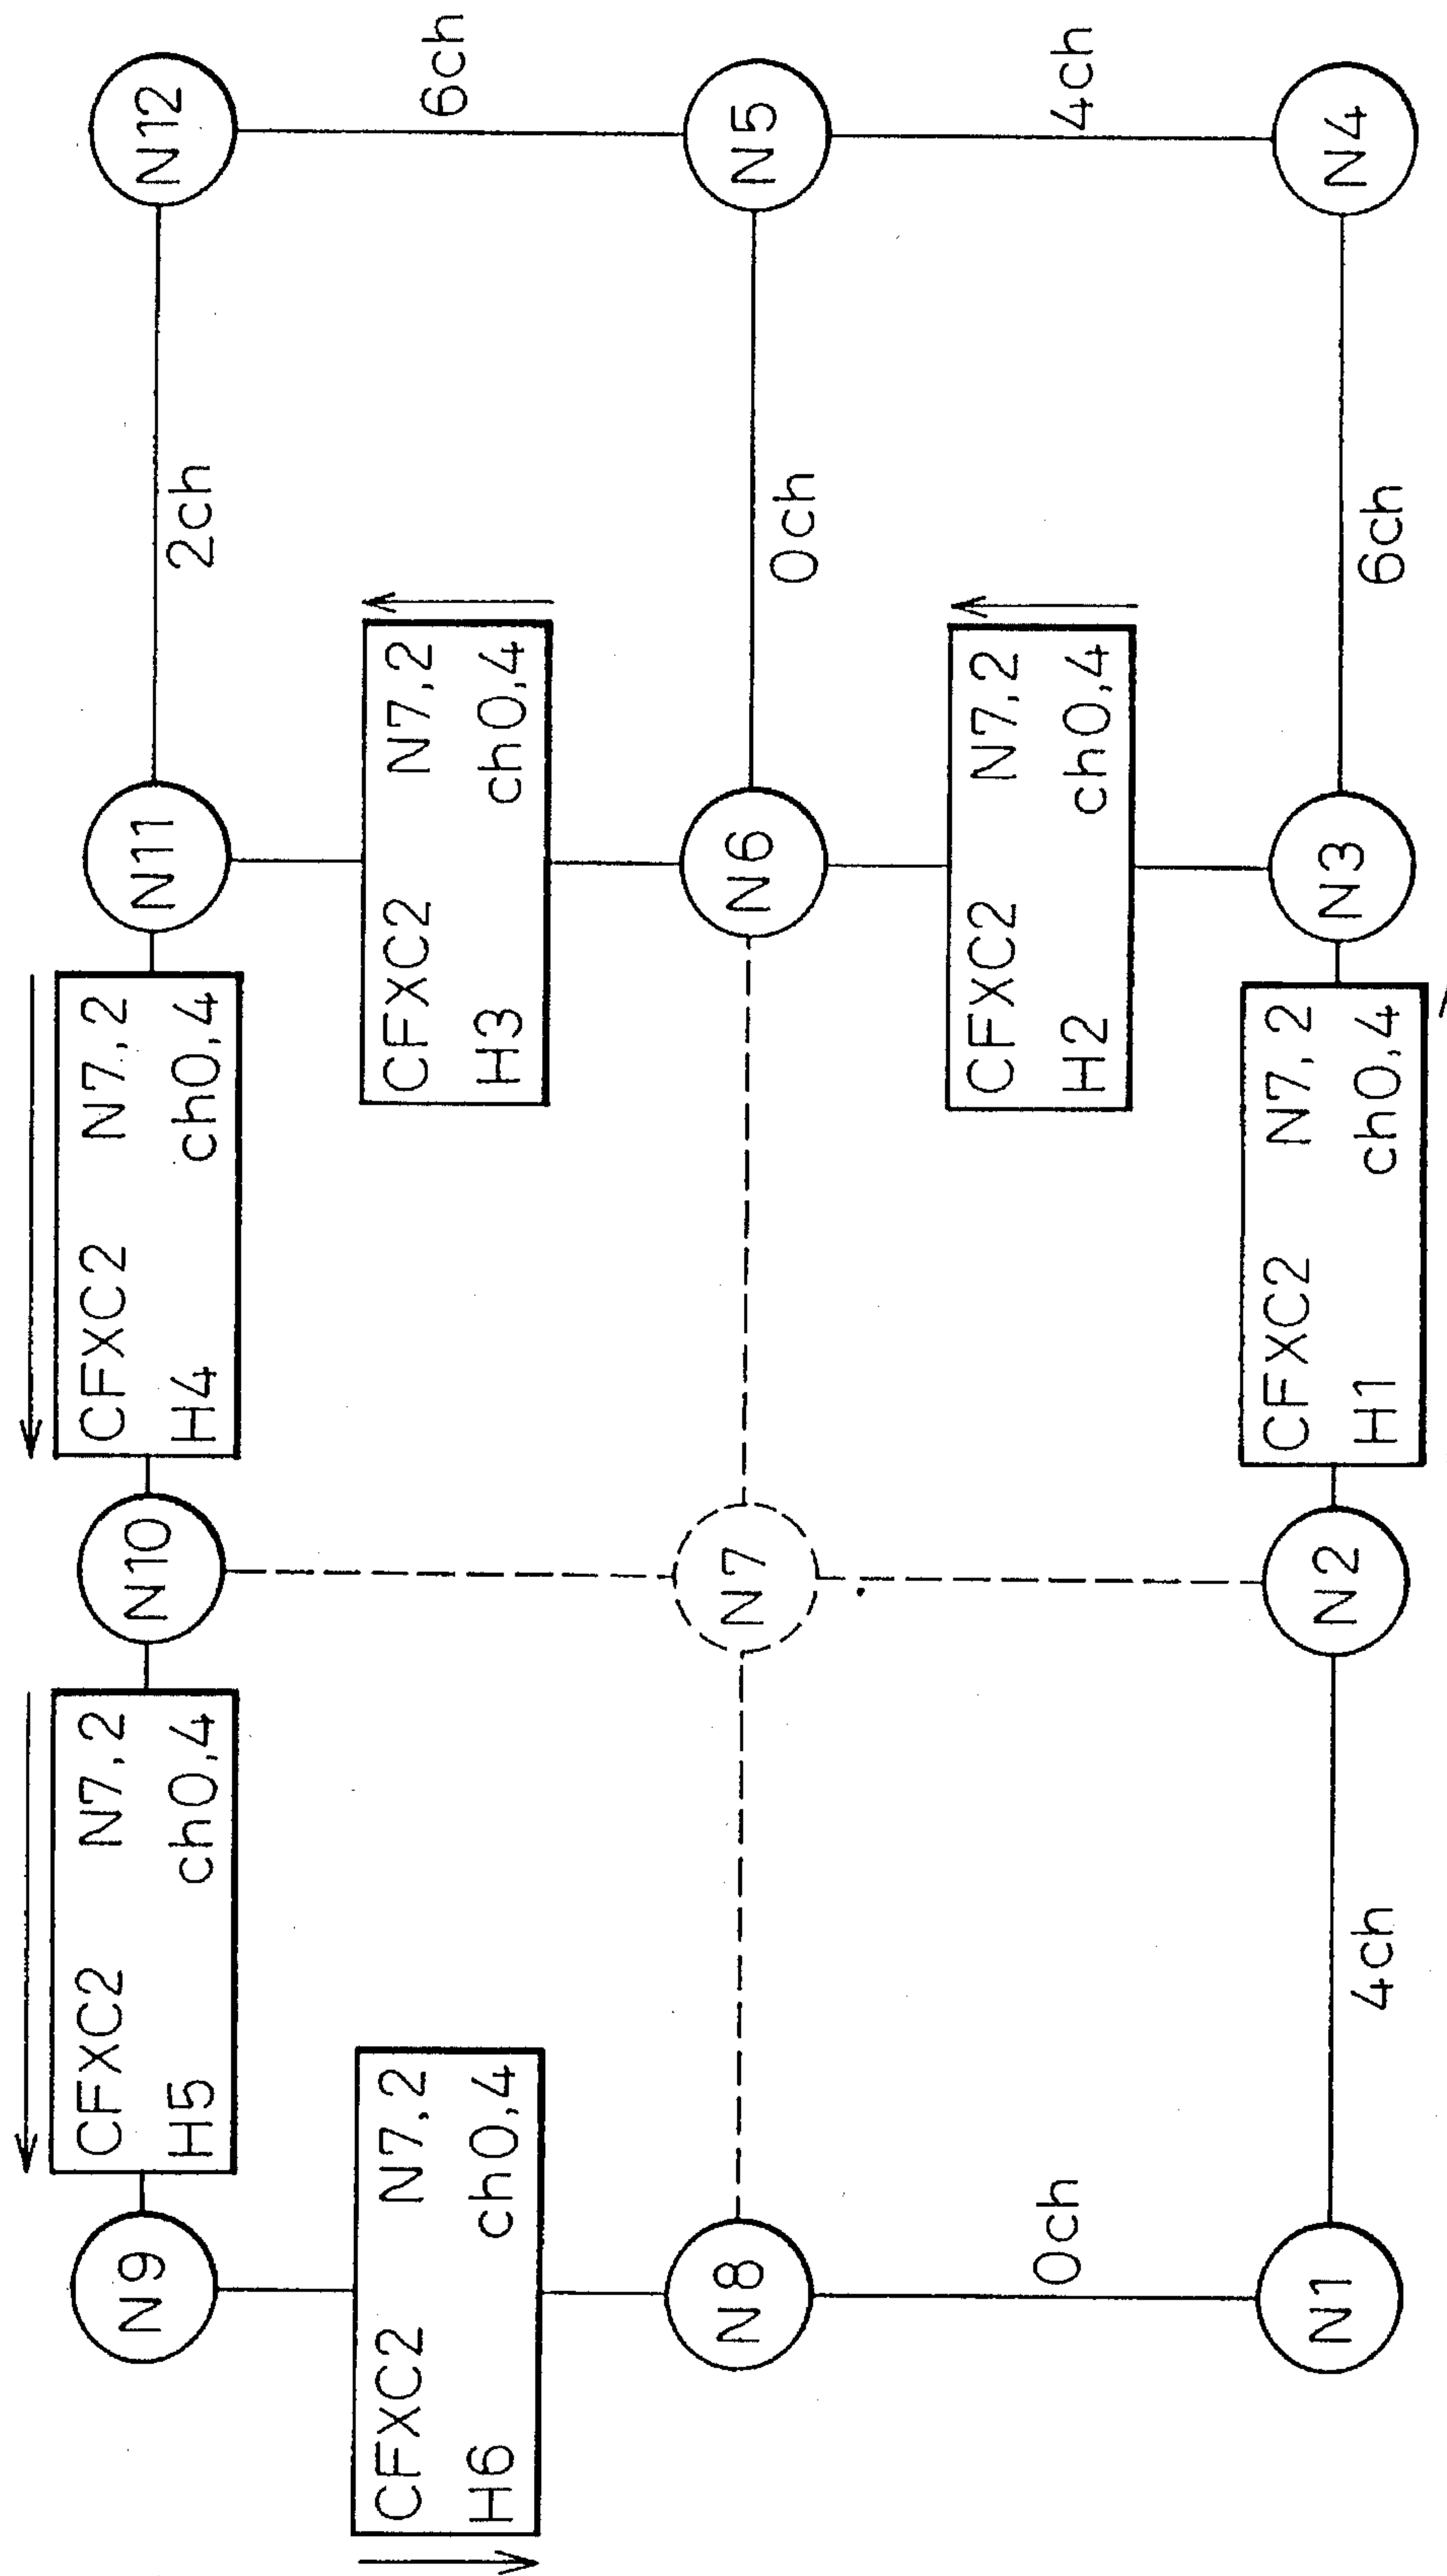 N9
CFXC2 N7,2
H5 ch0,4
N10
CFXC2 N7,2
H4 ch0,4
N11
2ch
N12
CFXC2 N7,2
H6 ch0,4
CFXC2 N7,2
H3 ch0,4
6ch
N8
N7
N6
0ch
N5
0ch
CFXC2 N7,2
H2 ch0,4
4ch
N1
4ch
N2
CFXC2 N7,2
H1 ch0,4
N3
6ch
N4